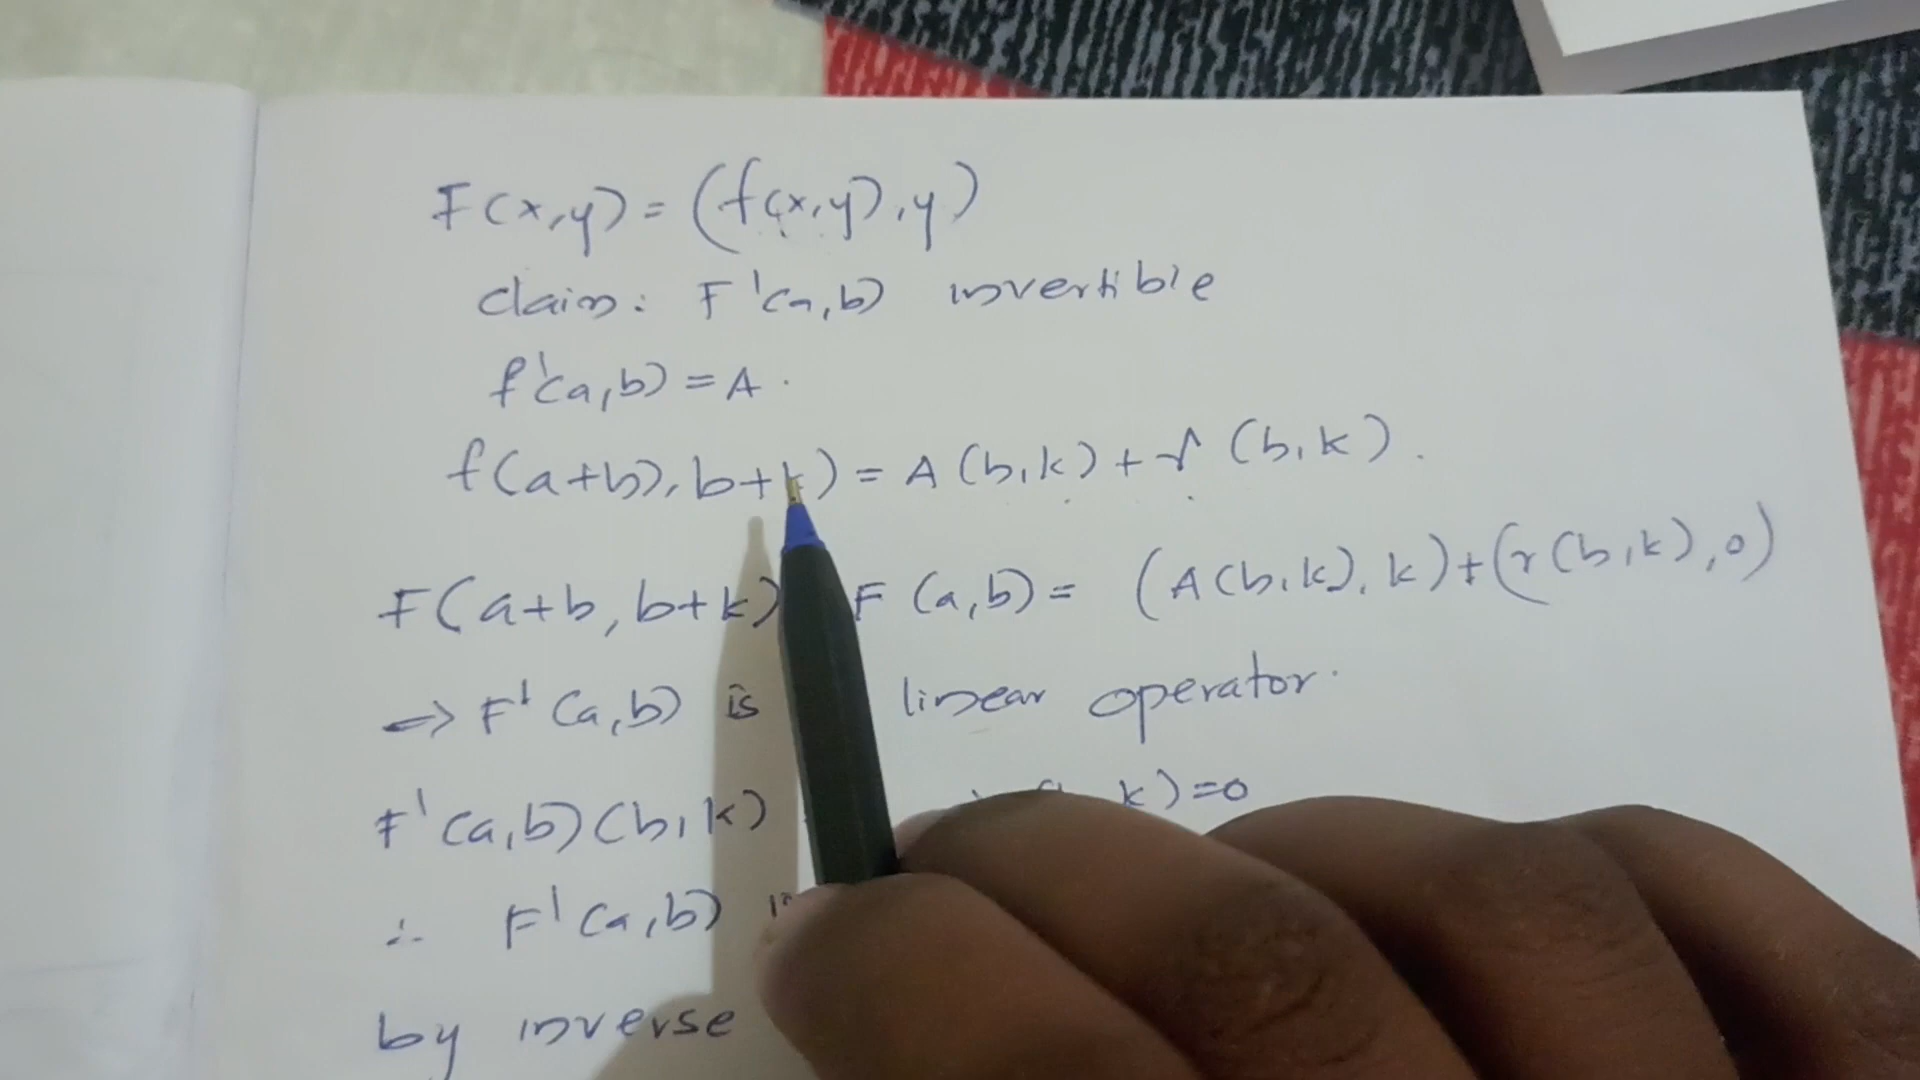 F(x,y) = (f(x,y),y)
claim: F'(a,b) invertible
f'(a,b) = A.
f(a+b), b+k) = A(b,k) + r(b,k).
F(a+b, b+k) F(a,b) = (A(b,k), k) + (r(b,k), 0)
=> F'(a,b) is linear operator.
F'(a,b)(b,k) k)=0
∴ F'(a,b)
by inverse